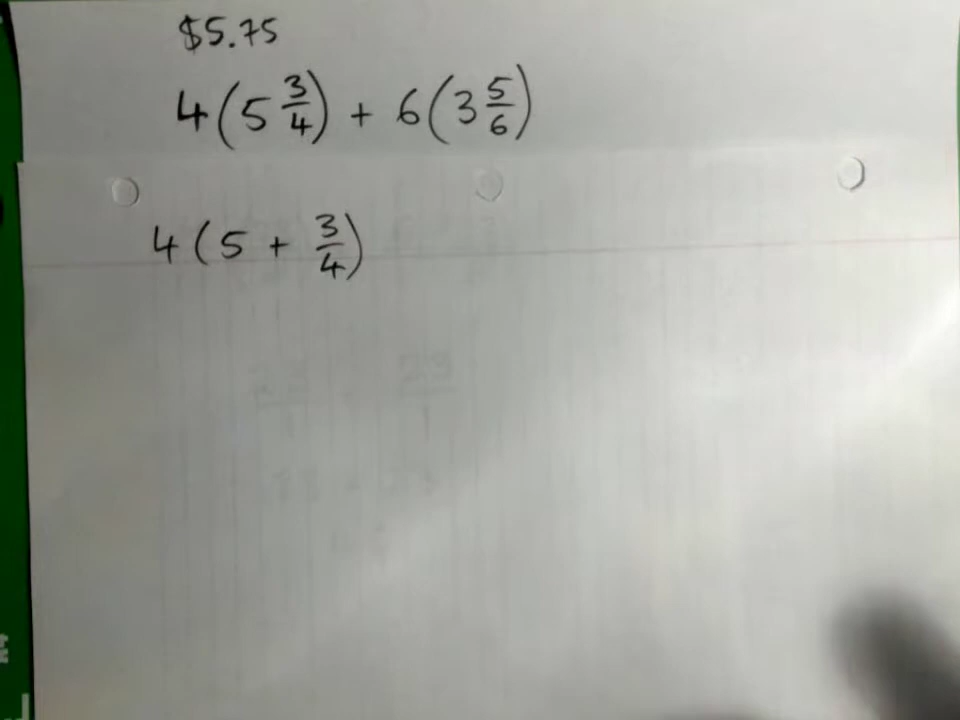 $5.75
4(5 3/4) + 6(3 5/6)
4(5 + 3/4)